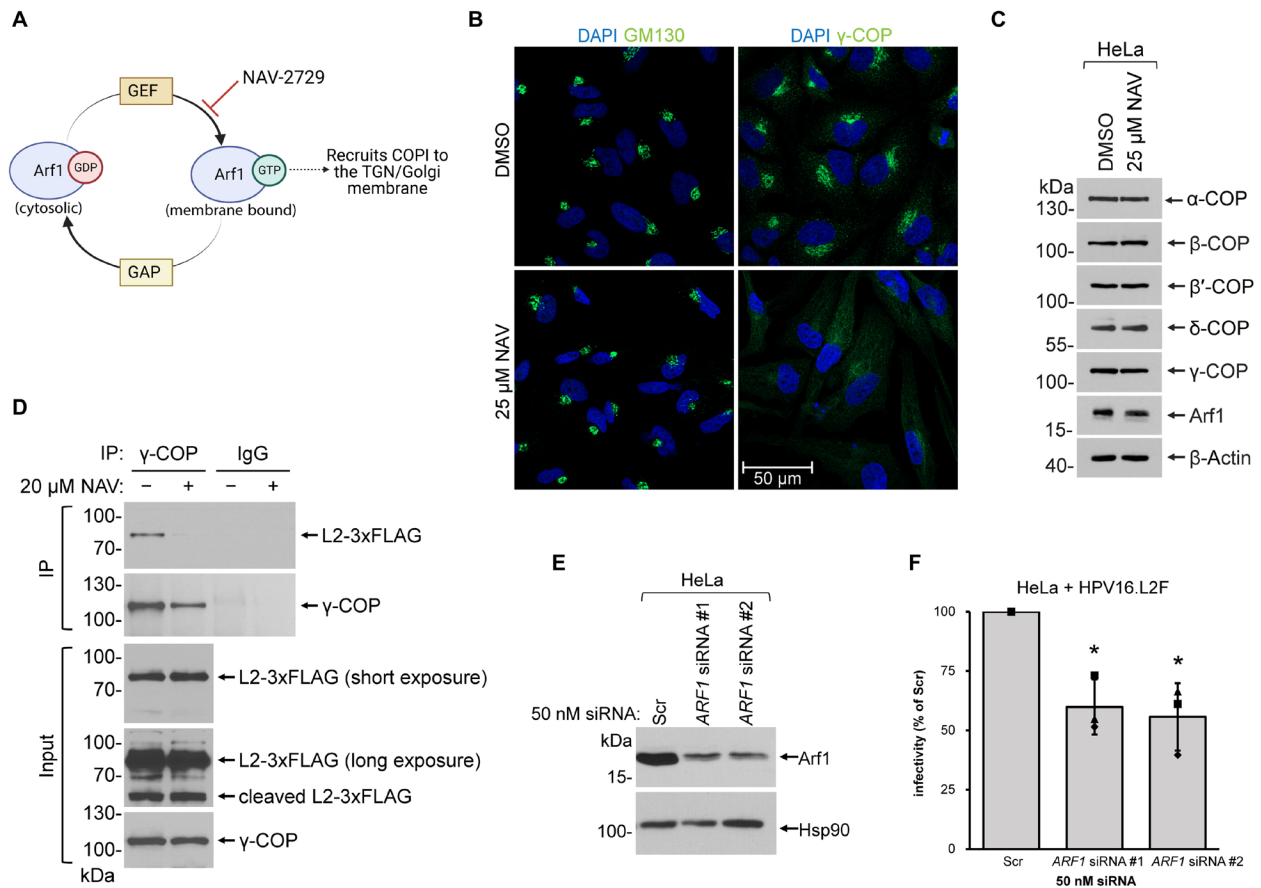 A
GEF
NAV-2729
Arf1
GDP
(cytosolic)
Arf1
GTP
(membrane bound)
Recruits COPI to
the TGN/Golgi
membrane
GAP
B
DAPI GM130
DAPI γ-COP
DMSO
25 µM NAV
50 µm
C
HeLa
DMSO
25 µM NAV
kDa
130-
α-COP
100-
β-COP
100-
β′-COP
55-
δ-COP
100-
γ-COP
15-
Arf1
40-
β-Actin
D
IP: γ-COP IgG
20 µM NAV: − + − +
IP
100-
70-
L2-3xFLAG
130-
100-
γ-COP
Input
100-
70-
L2-3xFLAG (short exposure)
100-
70-
L2-3xFLAG (long exposure)
cleaved L2-3xFLAG
130-
100-
γ-COP
kDa
E
HeLa
50 nM siRNA: Scr ARF1 siRNA #1 ARF1 siRNA #2
kDa
15-
Arf1
100-
Hsp90
F
HeLa + HPV16.L2F
infectivity (% of Scr)
100
75
50
25
0
* *
Scr ARF1 siRNA #1 ARF1 siRNA #2
50 nM siRNA